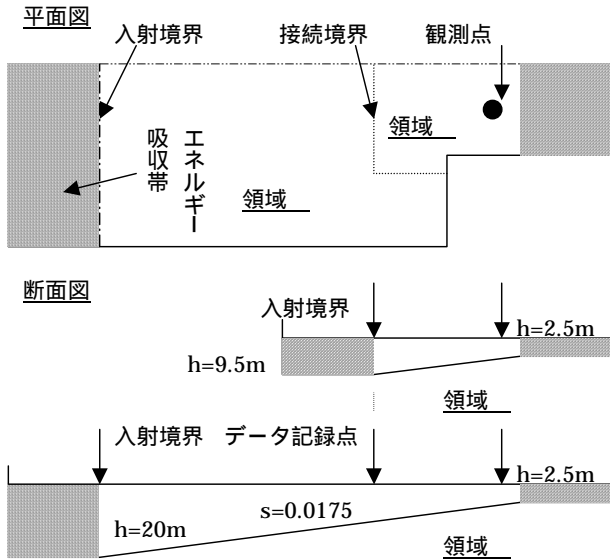 平面図
入射境界
接続境界
観測点
領域
エネルギー
吸収帯
領域
断面図
入射境界
h=2.5m
h=9.5m
領域
入射境界 データ記録点
h=2.5m
s=0.0175
h=20m
領域